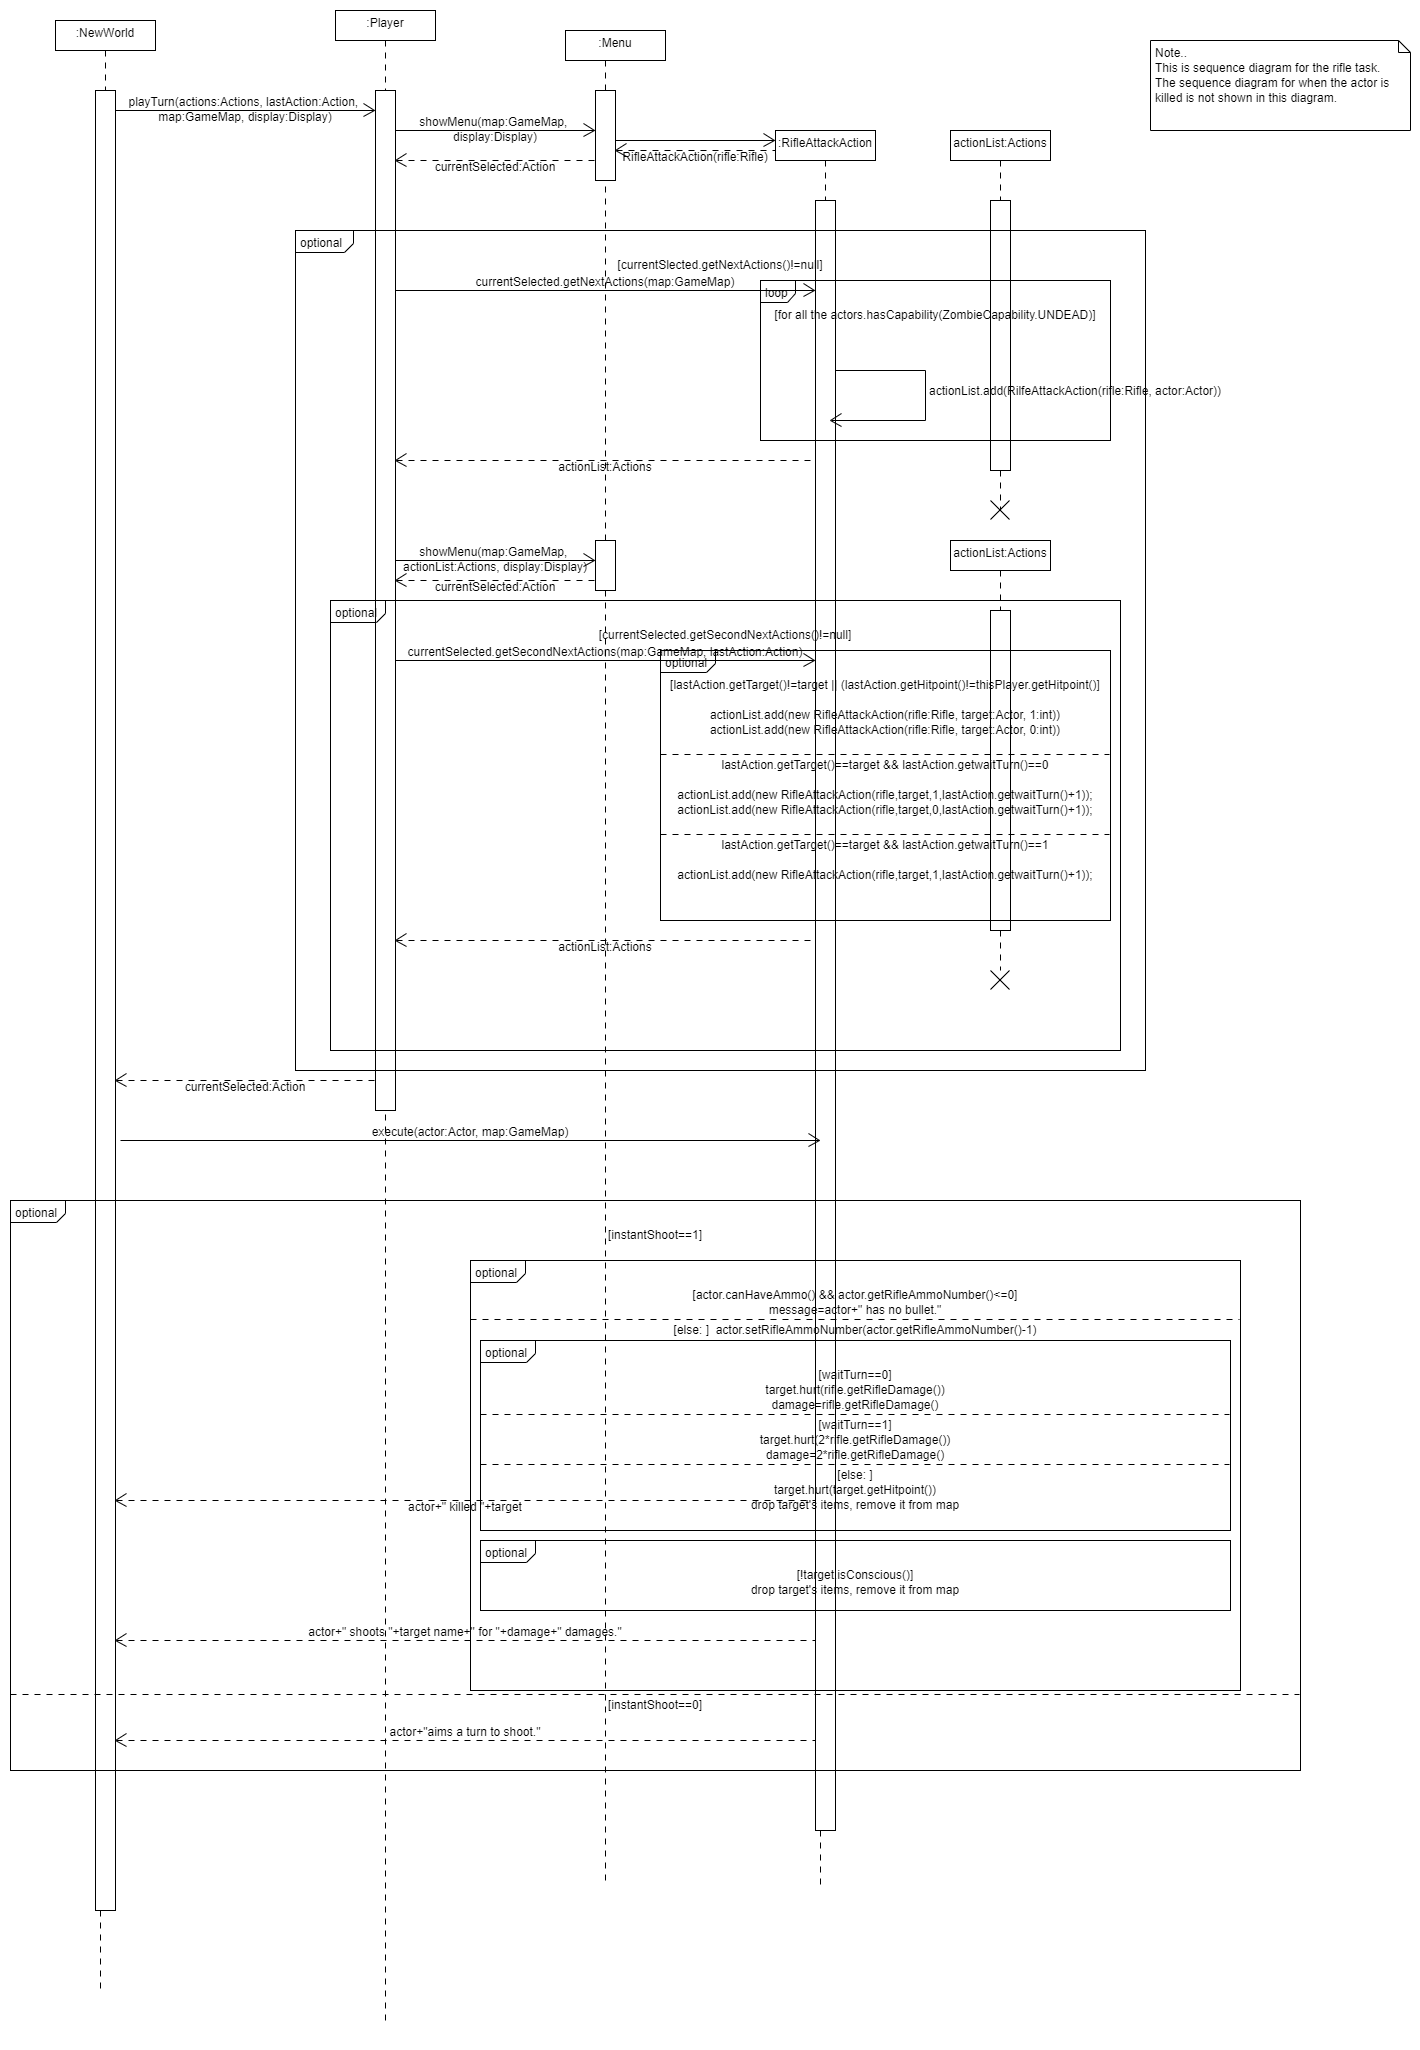 :Player
:NewWorld
:Menu
Note..
This is sequence diagram for the rifle task.
The sequence diagram for when the actor is
killed is not shown in this diagram.
playTurn(actions:Actions, lastAction:Action,
map:GameMap, display:Display)
showMenu(map:GameMap,
display:Display)
:RifleAttackAction
actionList:Actions
RifleAttackAction(rifle:Rifle)
currentSelected:Action
optional
[currentSlected.getNextActions()!=null]
currentSelected.getNextActions(map:GameMap)
loop
[for all the actors.hasCapability(ZombieCapability.UNDEAD)]
actionList.add(RilfeAttackAction(rifle:Rifle, actor:Actor))
actionList:Actions
showMenu(map:GameMap,
actionList:Actions, display:Display)
actionList:Actions
currentSelected:Action
optional
[currentSelected.getSecondNextActions()!=null]
currentSelected.getSecondNextActions(map:GameMap, lastAction:Action)
optional
[lastAction.getTarget()!=target || (lastAction.getHitpoint()!=thisPlayer.getHitpoint()]
actionList.add(new RifleAttackAction(rifle:Rifle, target:Actor, 1:int))
actionList.add(new RifleAttackAction(rifle:Rifle, target:Actor, 0:int))
lastAction.getTarget()==target && lastAction.getwaitTurn()==0
actionList.add(new RifleAttackAction(rifle,target,1,lastAction.getwaitTurn()+1));
actionList.add(new RifleAttackAction(rifle,target,0,lastAction.getwaitTurn()+1));
lastAction.getTarget()==target && lastAction.getwaitTurn()==1
actionList.add(new RifleAttackAction(rifle,target,1,lastAction.getwaitTurn()+1));
actionList:Actions
currentSelected:Action
execute(actor:Actor, map:GameMap)
optional
[instantShoot==1]
optional
[actor.canHaveAmmo() && actor.getRifleAmmoNumber()<=0]
message=actor+" has no bullet."
[else: ]  actor.setRifleAmmoNumber(actor.getRifleAmmoNumber()-1)
optional
[waitTurn==0]
target.hurt(rifle.getRifleDamage())
damage=rifle.getRifleDamage()
[waitTurn==1]
target.hurt(2*rifle.getRifleDamage())
damage=2*rifle.getRifleDamage()
[else: ]
target.hurt(target.getHitpoint())
drop target's items, remove it from map
actor+" killed "+target
optional
[!target.isConscious()]
drop target's items, remove it from map
actor+" shoots "+target name+" for "+damage+" damages."
[instantShoot==0]
actor+"aims a turn to shoot."